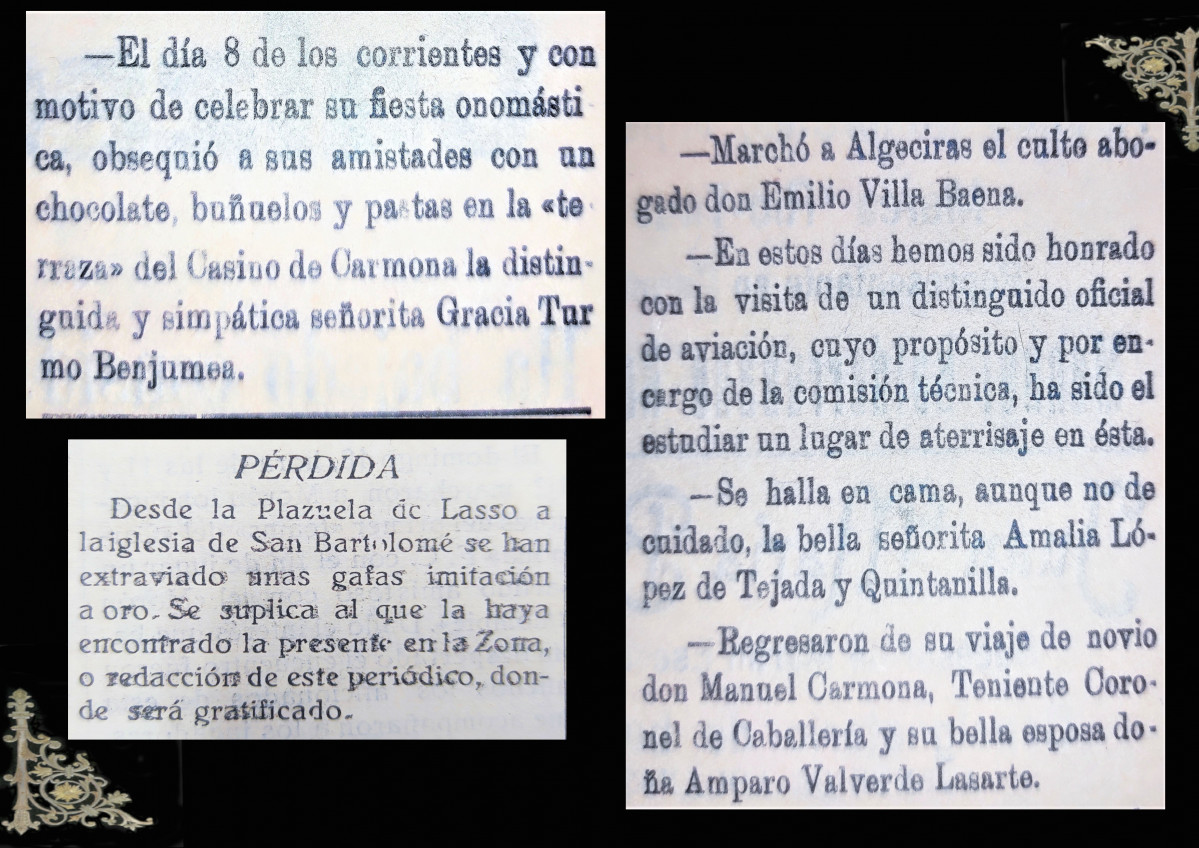 —El día 8 de los corrientes y con
motivo de celebrar su fiesta onomásti
ca, obsequió a sus amistades con un
chocolate, buñuelos y pastas en la «te
rraza» del Casino de Carmona la distin-
guida y simpática señorita Gracia Tur
mo Benjumea.
PÉRDIDA
Desde la Plazuela de Lasso a
la iglesia de San Bartolomé se han
extraviado unas gafas imitación
a oro. Se suplica al que la haya
encontrado la presente en la Zona,
o redacción de este periódico, don-
de será gratificado.
—Marchó a Algeciras el culto abo-
gado don Emilio Villa Baena.
—En estos días hemos sido honrado
con la visita de un distinguido oficial
de aviación, cuyo propósito y por en-
cargo de la comisión técnica, ha sido el
estudiar un lugar de aterrisaje en ésta.
—Se halla en cama, aunque no de
cuidado, la bella señorita Amalia Ló-
pez de Tejada y Quintanilla.
—Regresaron de su viaje de novio
don Manuel Carmona, Teniente Coro-
nel de Caballería y su bella esposa do-
ña Amparo Valverde Lasarte.